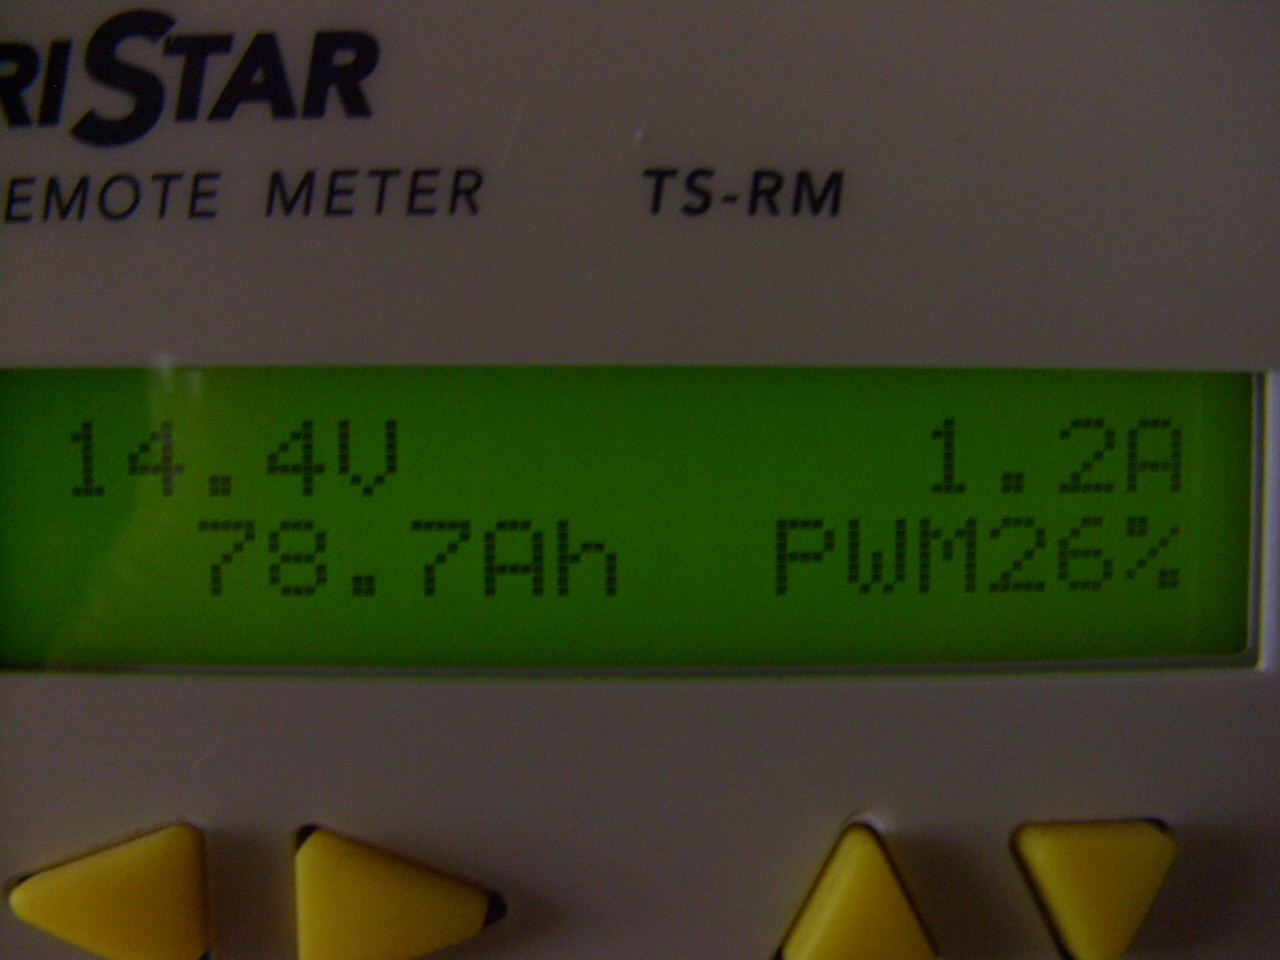 RISTAR
EMOTE METER TS-RM
14.4V 1.2A
78.7Ah PWM26%